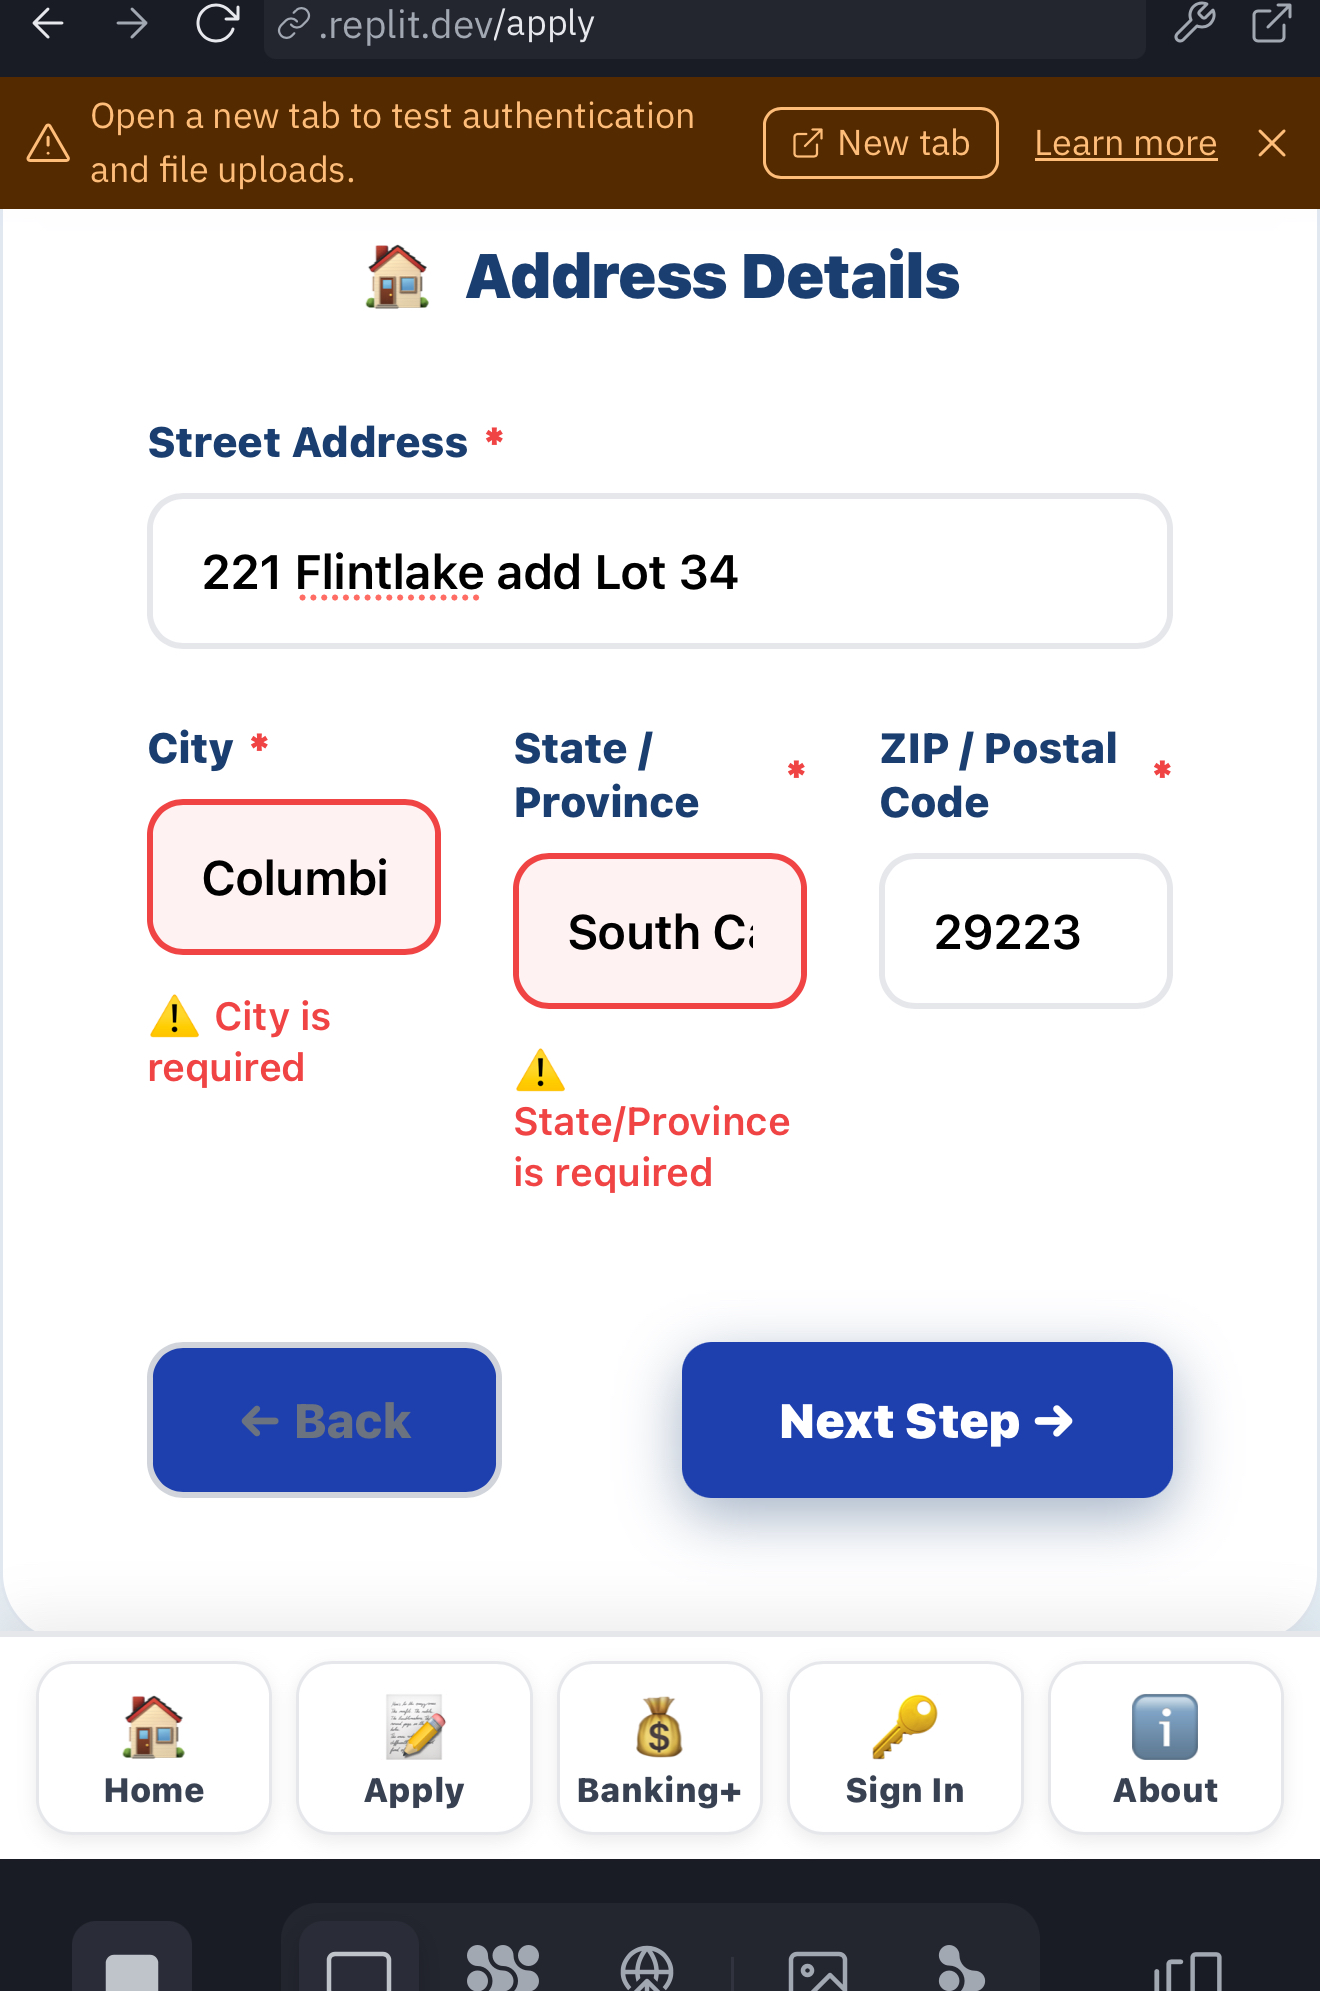 .replit.dev/apply
Open a new tab to test authentication
and file uploads.
New tab
Learn more
Address Details
Street Address *
221 Flintlake add Lot 34
City *
State /
Province *
ZIP / Postal
Code *
Columbi
South Ca
29223
City is
required
State/Province
is required
← Back
Next Step →
Home
Apply
Banking+
Sign In
About